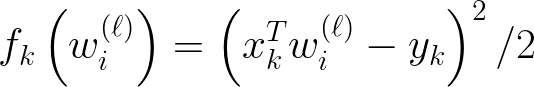 f_k\left(w_i^{(\ell)}\right) = \left(x_k^T w_i^{(\ell)} - y_k\right)^2 / 2